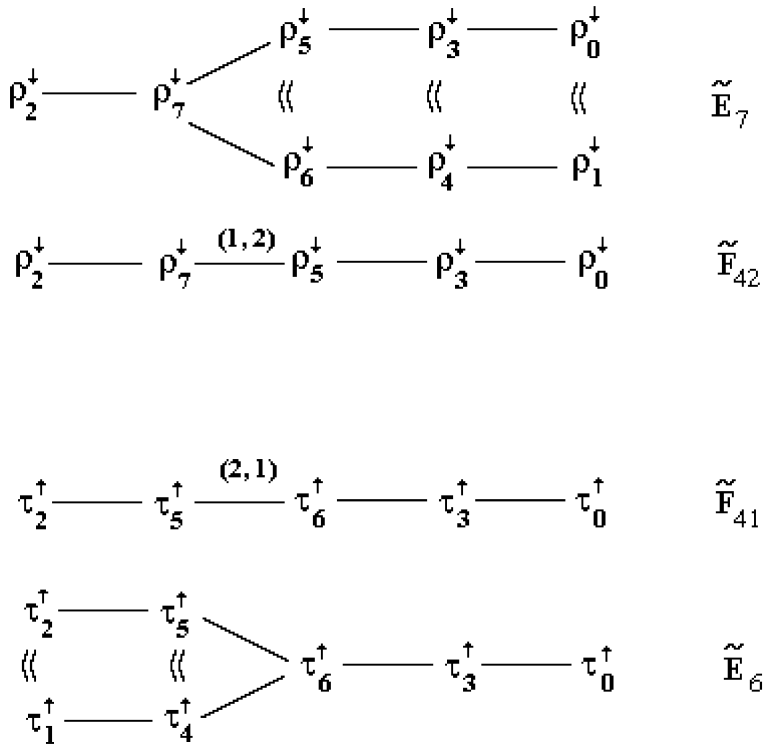 ρ₅↓ ρ₃↓ ρ₀↓
ρ₂↓ ρ₇↓ Ẽ₇
ρ₆↓ ρ₄↓ ρ₁↓
(1, 2)
ρ₂↓ ρ₇↓ ρ₅↓ ρ₃↓ ρ₀↓ F̃₄₂
(2, 1)
τ₂↑ τ₅↑ τ₆↑ τ₃↑ τ₀↑ F̃₄₁
τ₂↑ τ₅↑
τ₆↑ τ₃↑ τ₀↑ Ẽ₆
τ₁↑ τ₄↑